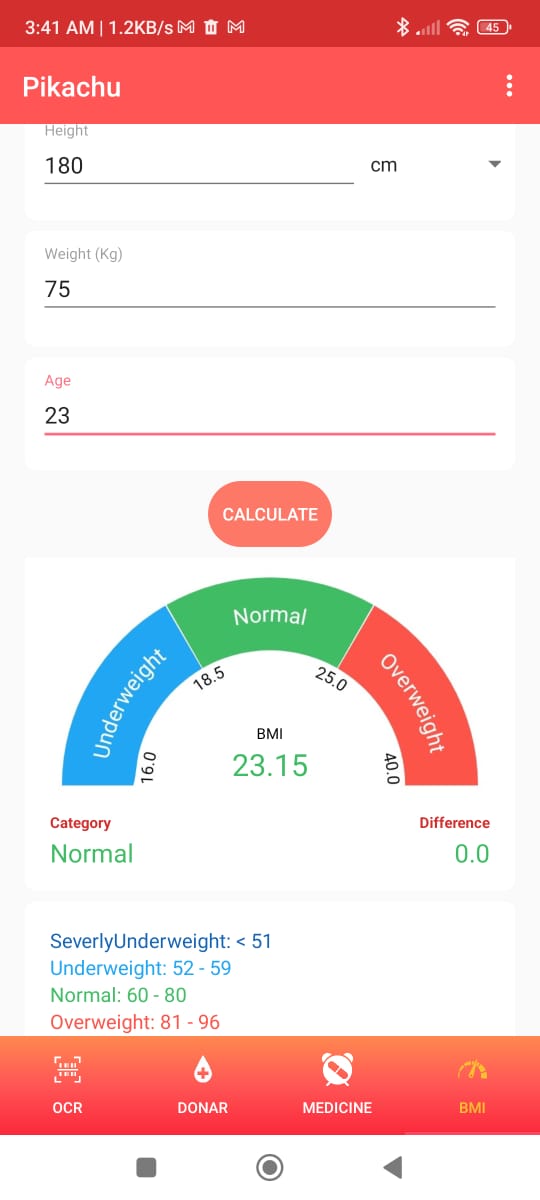 3:41 AM | 1.2KB/s
45
Pikachu
Height
180
cm
Weight (Kg)
75
Age
23
CALCULATE
Underweight
Normal
Overweight
16.0
18.5
25.0
40.0
BMI
23.15
Category
Difference
Normal
0.0
SeverlyUnderweight: < 51
Underweight: 52 - 59
Normal: 60 - 80
Overweight: 81 - 96
OCR
DONAR
MEDICINE
BMI